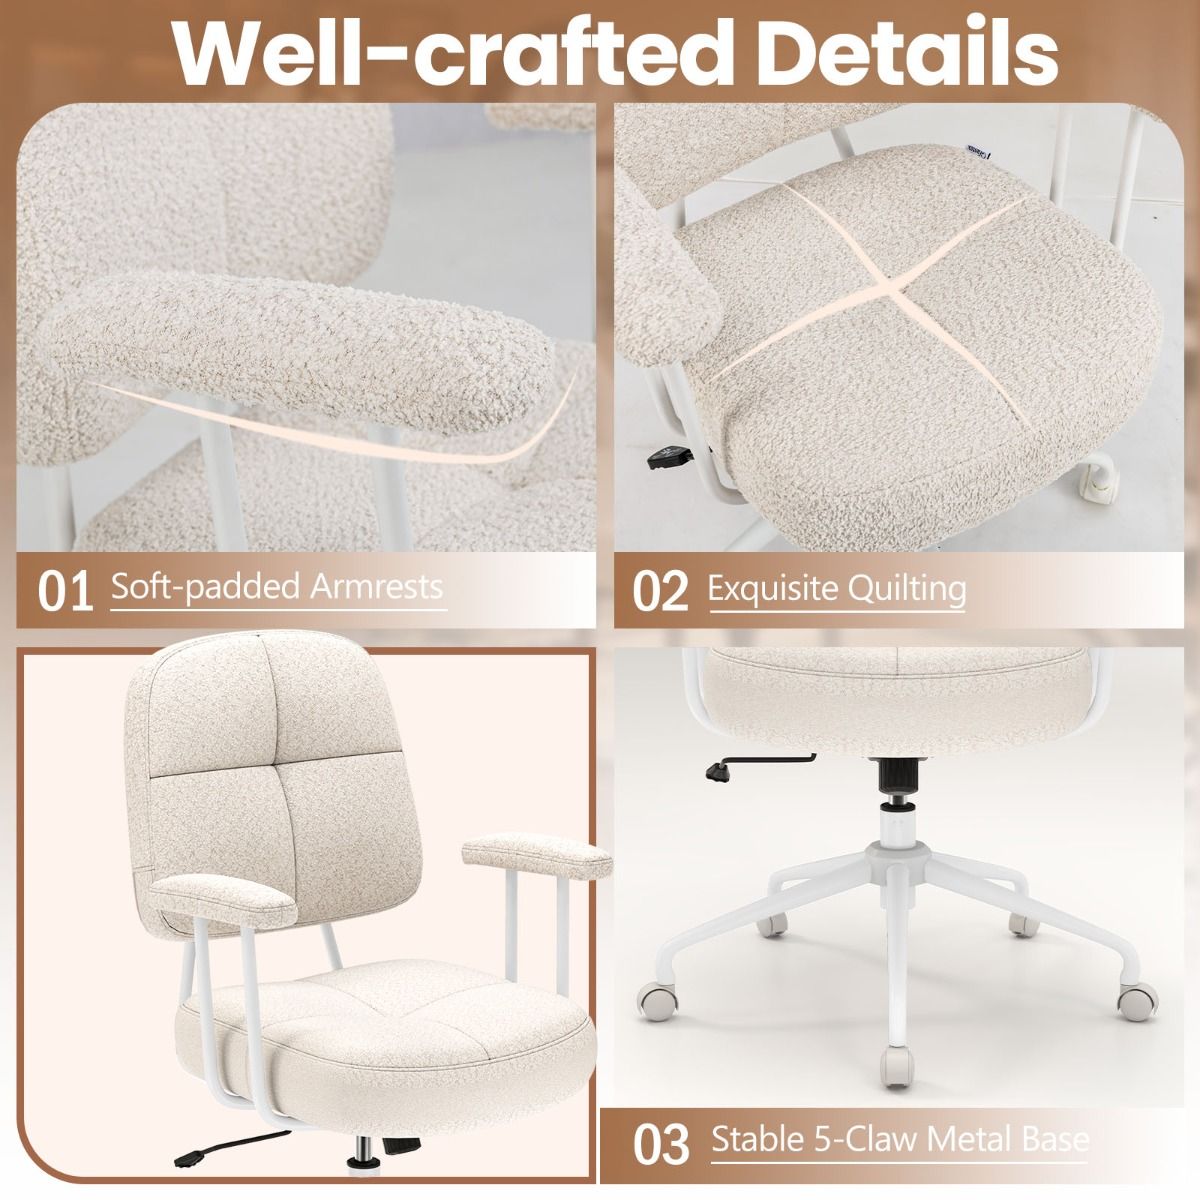 Well-crafted Details
01 Soft-padded Armrests
02 Exquisite Quilting
03 Stable 5-Claw Metal Base